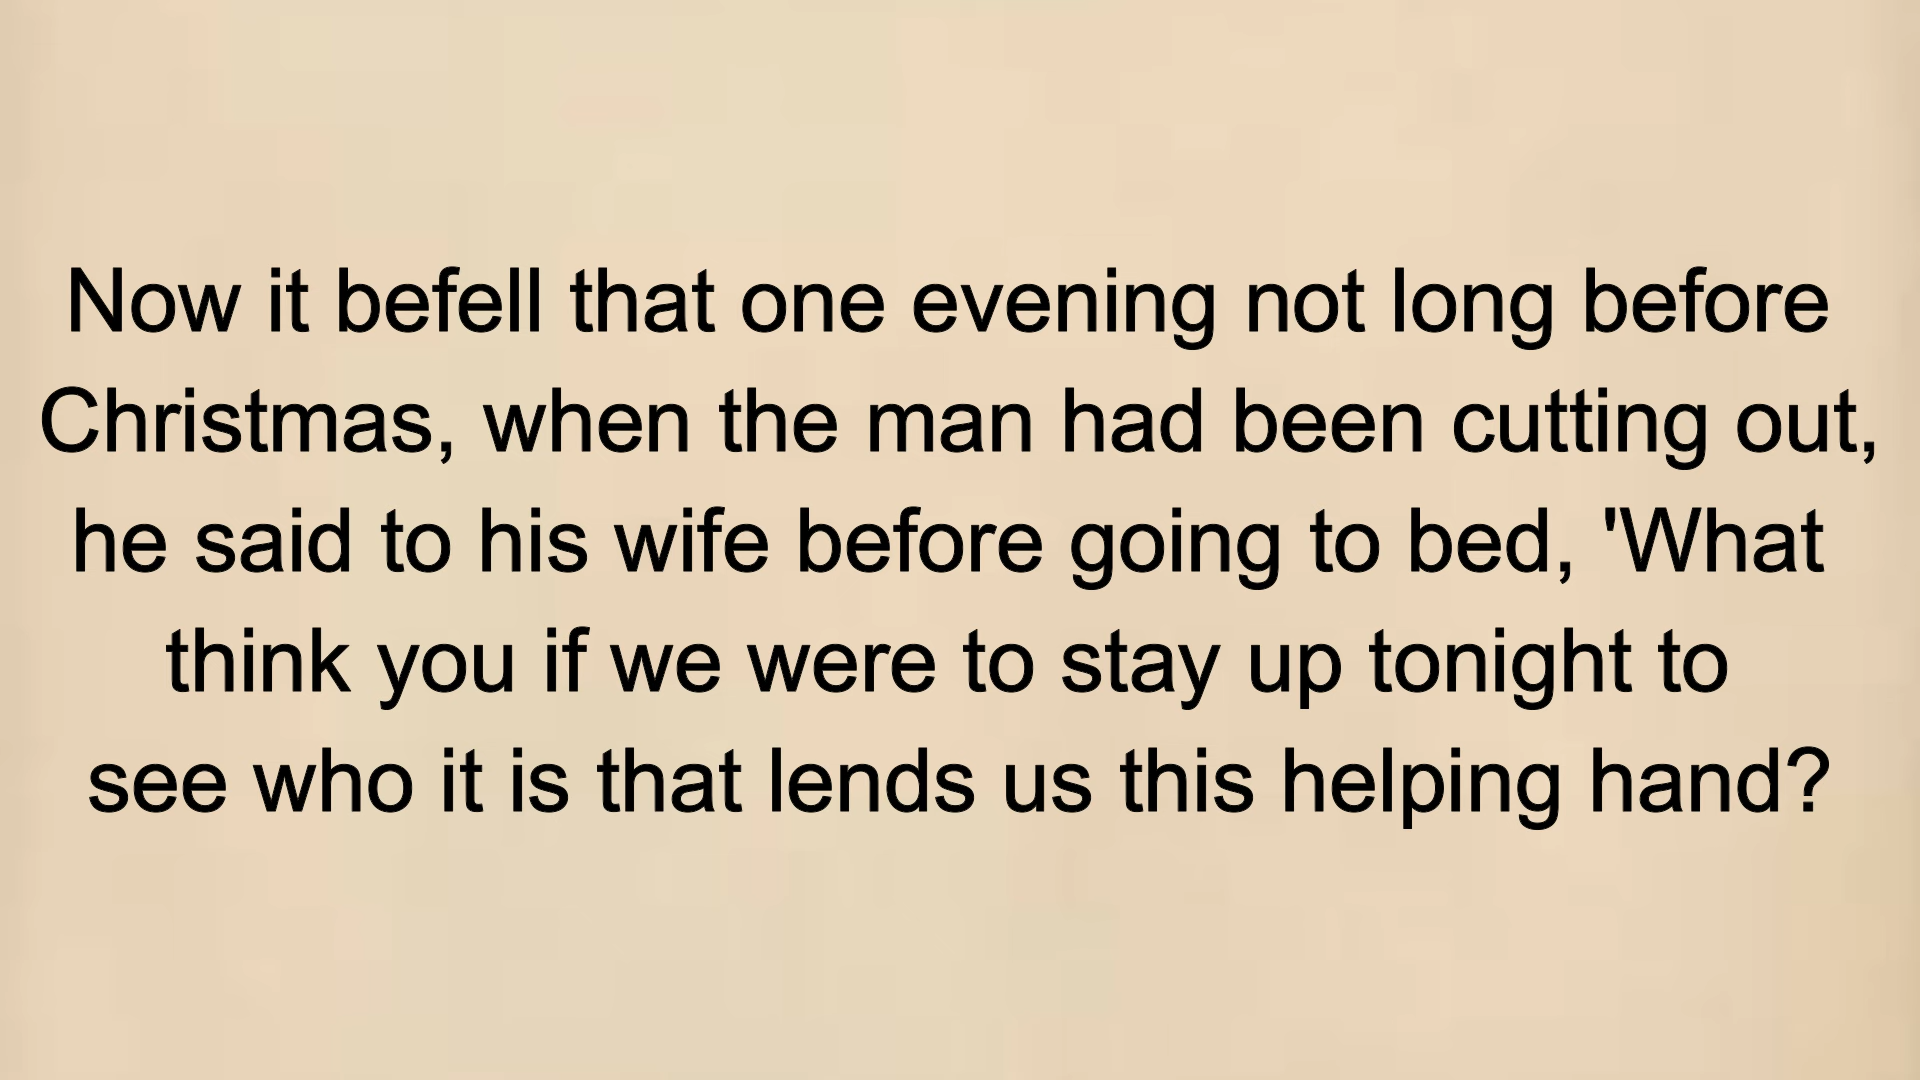 Now it befell that one evening not long before
Christmas, when the man had been cutting out,
he said to his wife before going to bed, 'What
think you if we were to stay up tonight to
see who it is that lends us this helping hand?